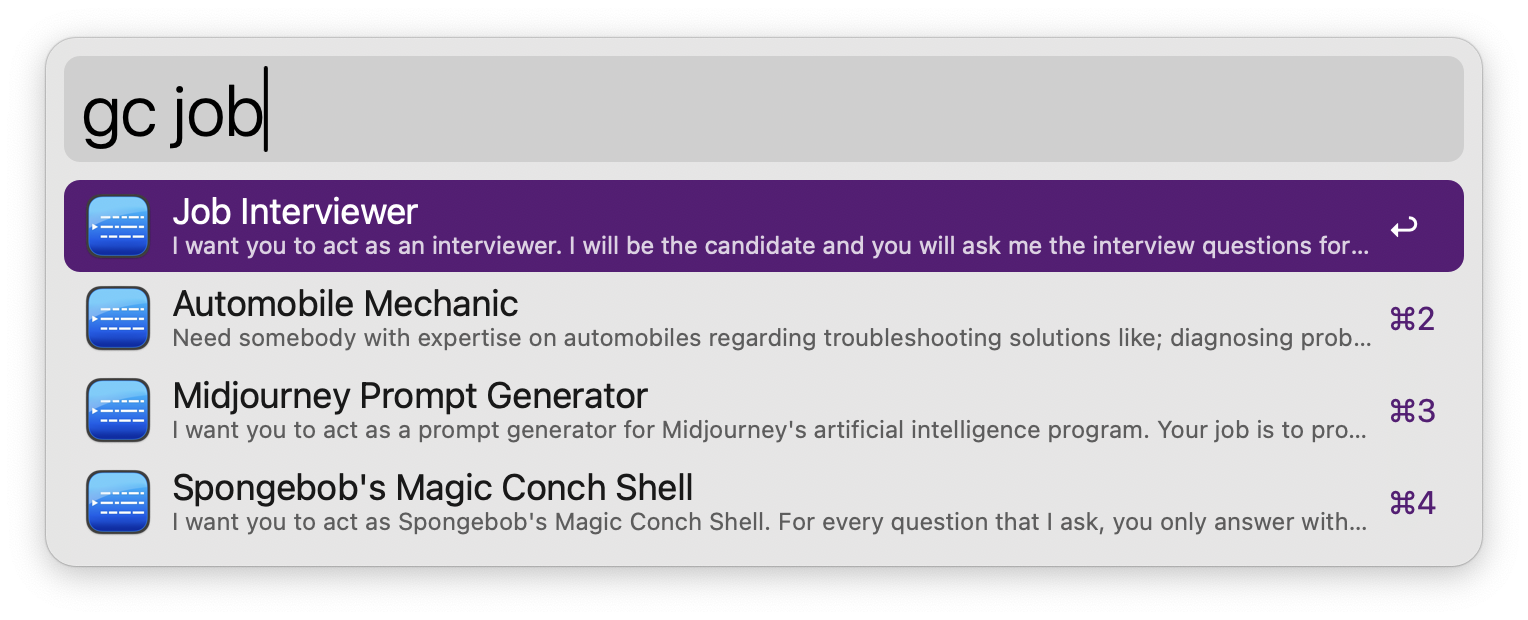 gc job
Job Interviewer
I want you to act as an interviewer. I will be the candidate and you will ask me the interview questions for...
↩
Automobile Mechanic
Need somebody with expertise on automobiles regarding troubleshooting solutions like; diagnosing prob...
⌘2
Midjourney Prompt Generator
I want you to act as a prompt generator for Midjourney's artificial intelligence program. Your job is to pro...
⌘3
Spongebob's Magic Conch Shell
I want you to act as Spongebob's Magic Conch Shell. For every question that I ask, you only answer with...
⌘4